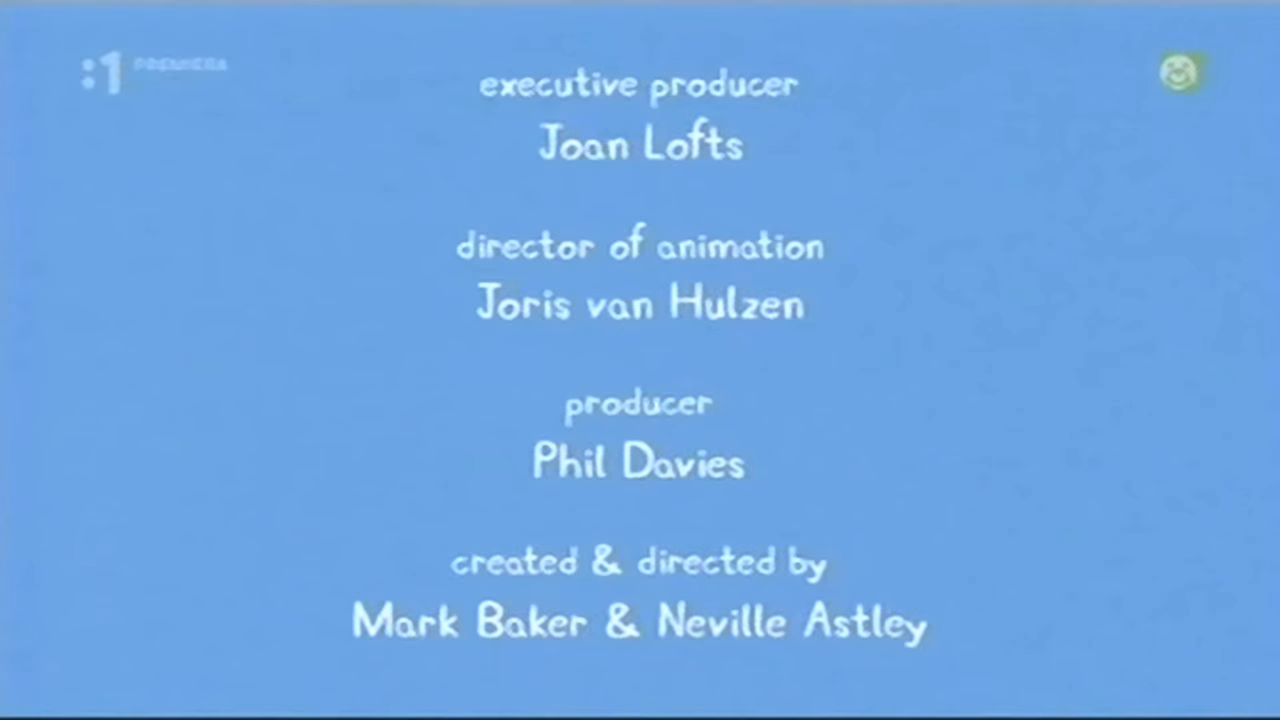 :1 PREMIÉRA
executive producer
Joan Lofts
director of animation
Joris van Hulzen
producer
Phil Davies
created & directed by
Mark Baker & Neville Astley